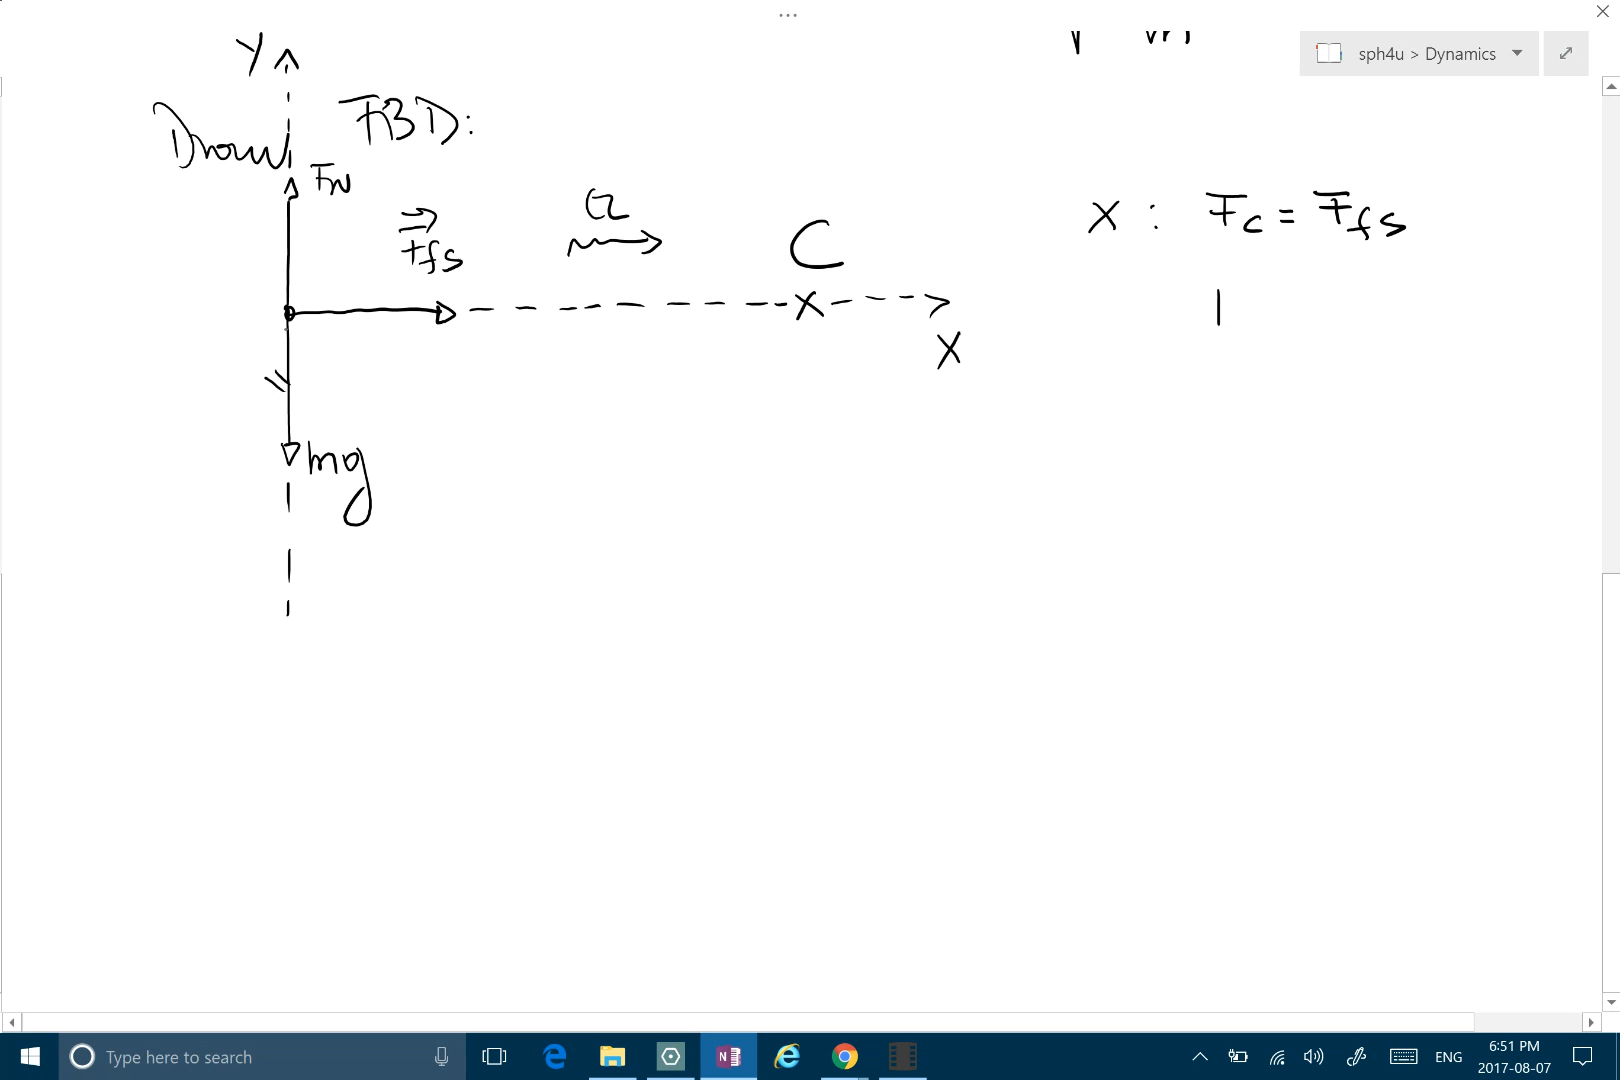 ...
sph4u > Dynamics
Y
Draw FBD:
FN
Ffs
a
C
X : Fc = Ffs
X
mg
Type here to search
ENG
6:51 PM
2017-08-07